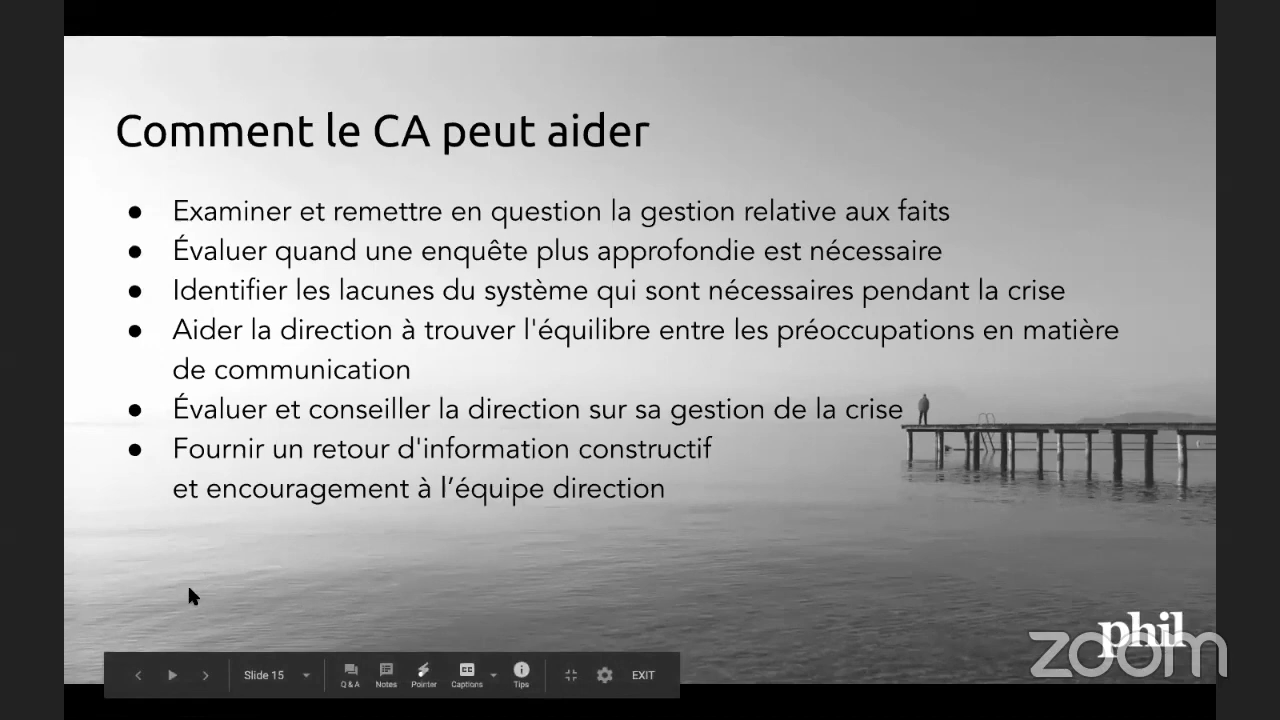 Comment le CA peut aider
● Examiner et remettre en question la gestion relative aux faits
● Évaluer quand une enquête plus approfondie est nécessaire
● Identifier les lacunes du système qui sont nécessaires pendant la crise
● Aider la direction à trouver l'équilibre entre les préoccupations en matière
de communication
● Évaluer et conseiller la direction sur sa gestion de la crise
● Fournir un retour d'information constructif
et encouragement à l’équipe direction
phil
zoom
Slide 15
Q & A Notes Pointer Captions Tips EXIT